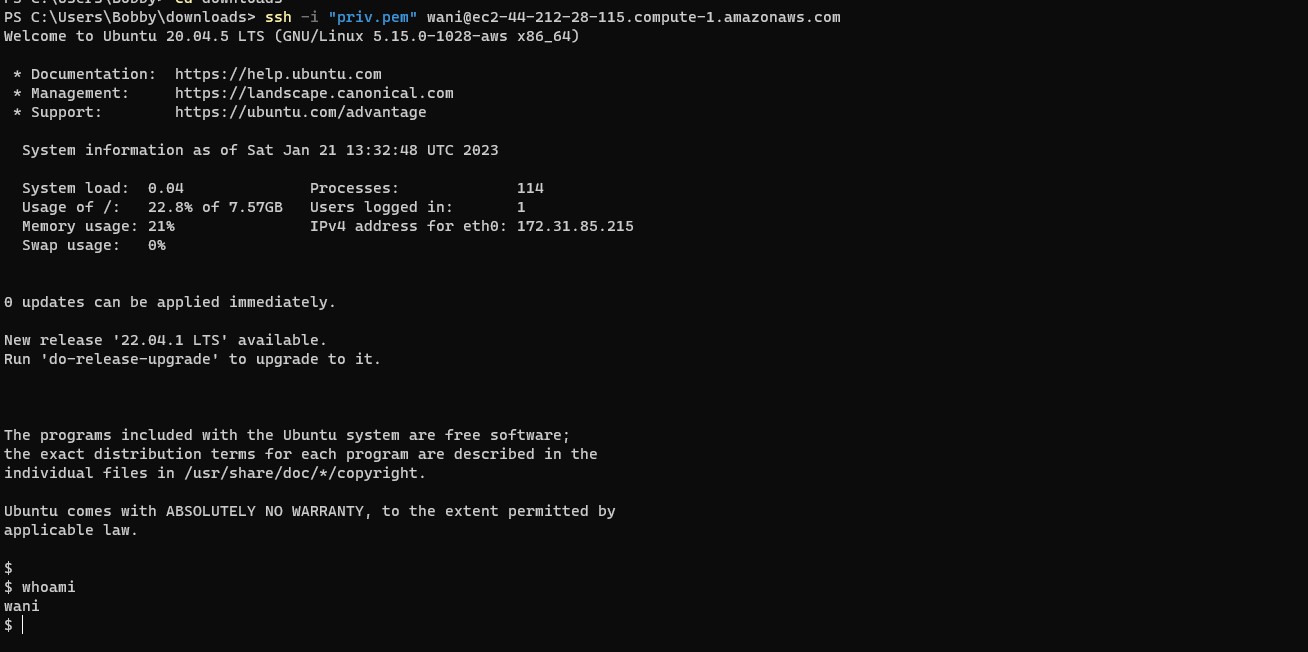 PS C:\Users\Bobby> cd downloads
PS C:\Users\Bobby\downloads> ssh -i "priv.pem" wani@ec2-44-212-28-115.compute-1.amazonaws.com
Welcome to Ubuntu 20.04.5 LTS (GNU/Linux 5.15.0-1028-aws x86_64)
* Documentation:  https://help.ubuntu.com
* Management:     https://landscape.canonical.com
* Support:        https://ubuntu.com/advantage
System information as of Sat Jan 21 13:32:48 UTC 2023
System load:  0.04              Processes:             114
Usage of /:   22.8% of 7.57GB   Users logged in:       1
Memory usage: 21%               IPv4 address for eth0: 172.31.85.215
Swap usage:   0%
0 updates can be applied immediately.
New release '22.04.1 LTS' available.
Run 'do-release-upgrade' to upgrade to it.
The programs included with the Ubuntu system are free software;
the exact distribution terms for each program are described in the
individual files in /usr/share/doc/*/copyright.
Ubuntu comes with ABSOLUTELY NO WARRANTY, to the extent permitted by
applicable law.
$
$ whoami
wani
$